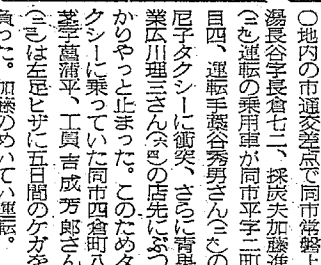 〇地内の市道交差点で同市常磐上
湯長谷字長倉七二、採炭夫加藤進
(三九)運転の乗用車が同市平字二町
目四、運転手蓁谷秀男さん(三〇)の
尼子タクシーに衝突、さらに青果
業広川理三さん(六四)の店先にぶつ
かりやっと止まった。このためタ
クシーに乗っていた同市四倉町八
茎字菖蒲平、工員吉成芳郎さん
(三三)は左足ヒザに五日間のケガを
負った。加藤のめいてい運転。